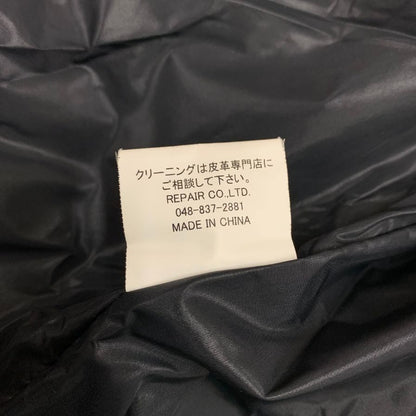 クリーニングは皮革専門店に
ご相談して下さい。
REPAIR CO.,LTD.
048-837-2881
MADE IN CHINA